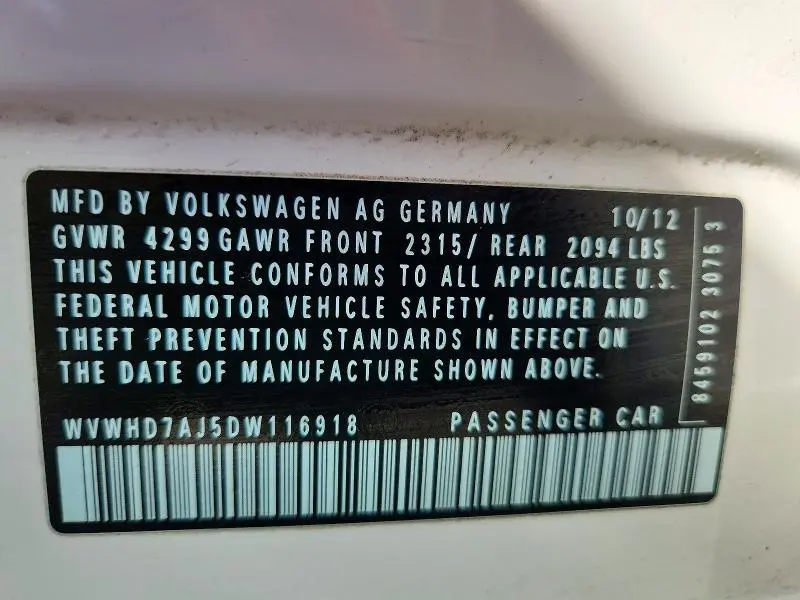 MFD BY VOLKSWAGEN AG GERMANY 10/12
GVWR 4299 GAWR FRONT 2315/ REAR 2094 LBS
THIS VEHICLE CONFORMS TO ALL APPLICABLE U.S.
FEDERAL MOTOR VEHICLE SAFETY, BUMPER AND
THEFT PREVENTION STANDARDS IN EFFECT ON
THE DATE OF MANUFACTURE SHOWN ABOVE.
WVWHD7AJ5DW116918 PASSENGER CAR
8459102 3075 3